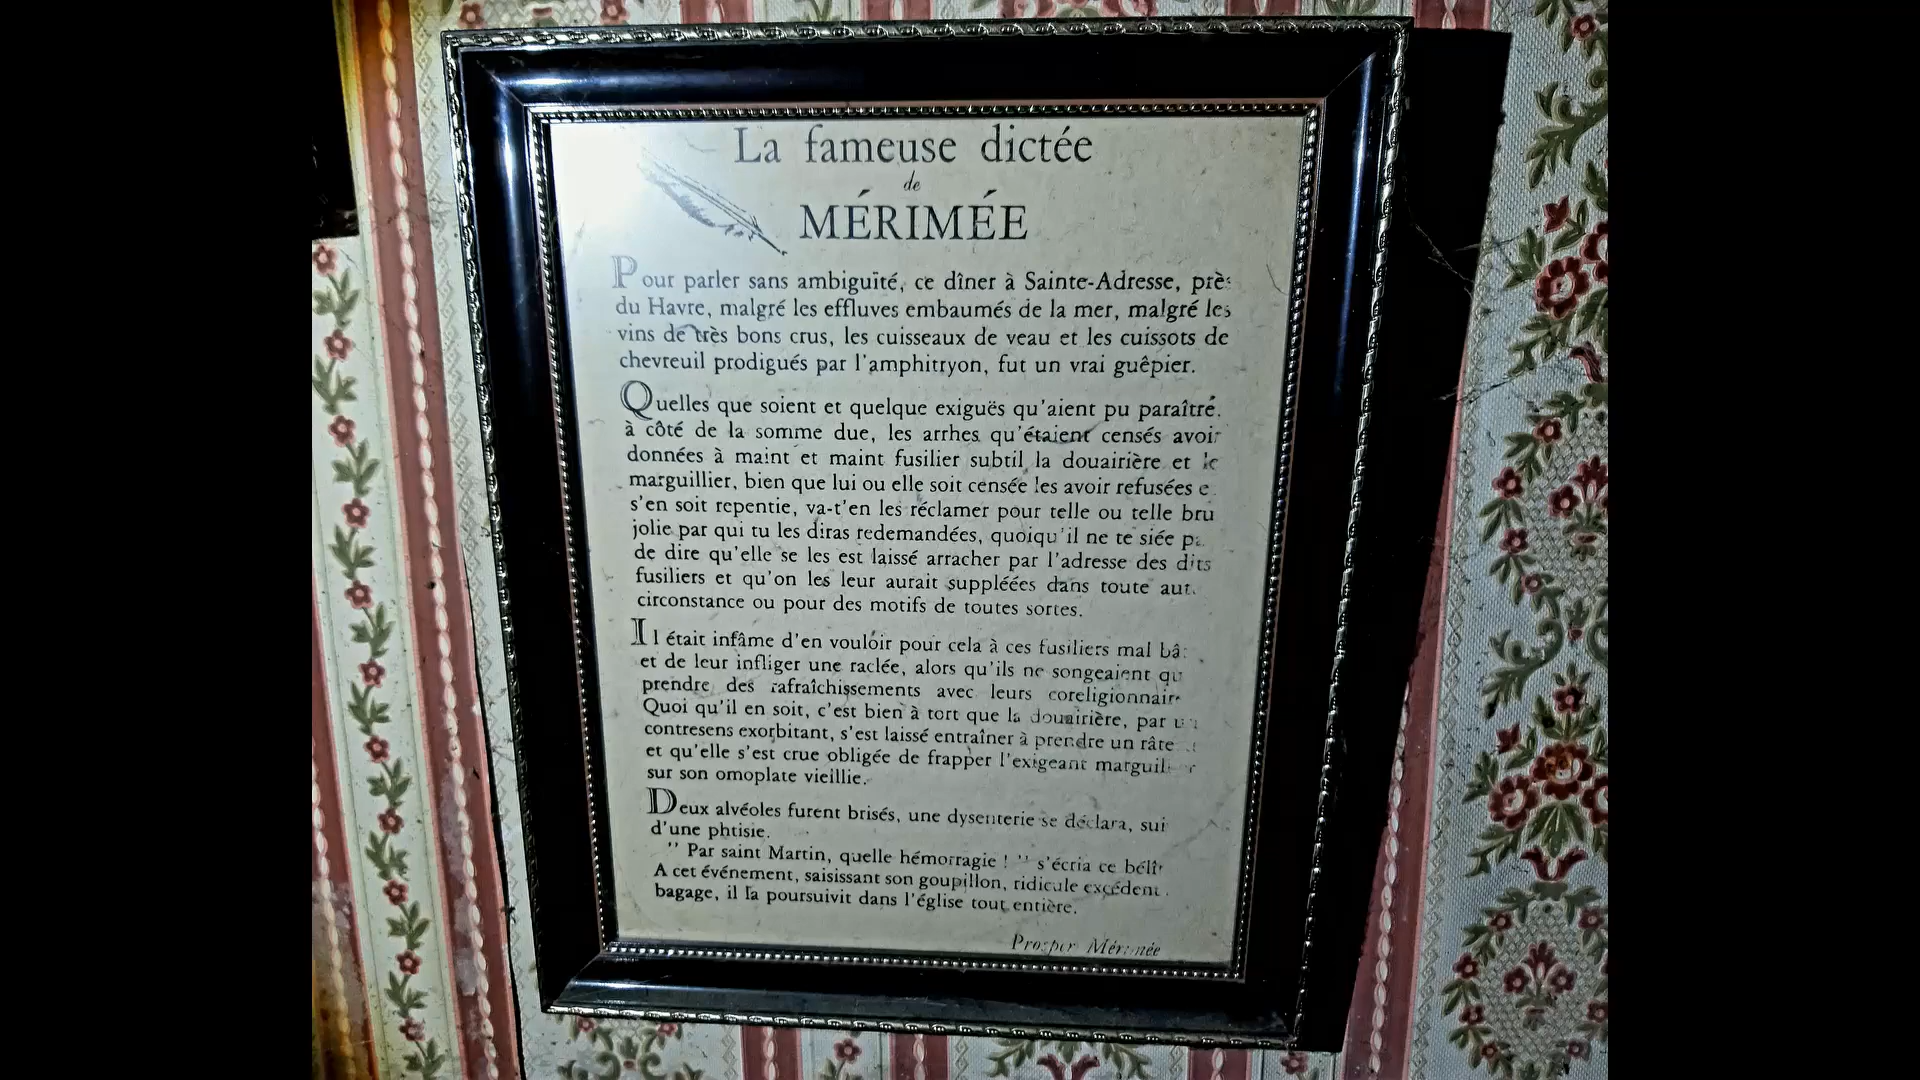 La fameuse dictée
de
MÉRIMÉE
Pour parler sans ambiguïté, ce dîner à Sainte-Adresse, près
du Havre, malgré les effluves embaumés de la mer, malgré les
vins de très bons crus, les cuisseaux de veau et les cuissots de
chevreuil prodigués par l'amphitryon, fut un vrai guêpier.
Quelles que soient et quelque exiguës qu'aient pu paraître,
à côté de la somme due, les arrhes qu'étaient censés avoir
données à maint et maint fusilier subtil la douairière et le
marguillier, bien que lui ou elle soit censée les avoir refusées
s'en soit repentie, va-t'en les réclamer pour telle ou telle bru
jolie par qui tu les diras redemandées, quoiqu'il ne te siée
de dire qu'elle se les est laissé arracher par l'adresse des dits
fusiliers et qu'on les leur aurait suppléées dans toute
circonstance ou pour des motifs de toutes sortes.
Il était infâme d'en vouloir pour cela à ces fusiliers mal
et de leur infliger une raclée, alors qu'ils ne songeaient
prendre des rafraîchissements avec leurs
Quoi qu'il en soit, c'est bien à tort que la douairière, par un
contresens exorbitant, s'est laissé entraîner à prendre un
et qu'elle s'est crue obligée de frapper l'exigeant marguillier
sur son omoplate vieillie.
Deux alvéoles furent brisés, une dysenterie se déclara,
d'une phtisie.
" Par saint Martin, quelle hémorragie ! " s'écria ce
A cet événement, saisissant son goupillon, ridicule excédent
bagage, il la poursuivit dans l'église tout entière.
Prosper Mérimée